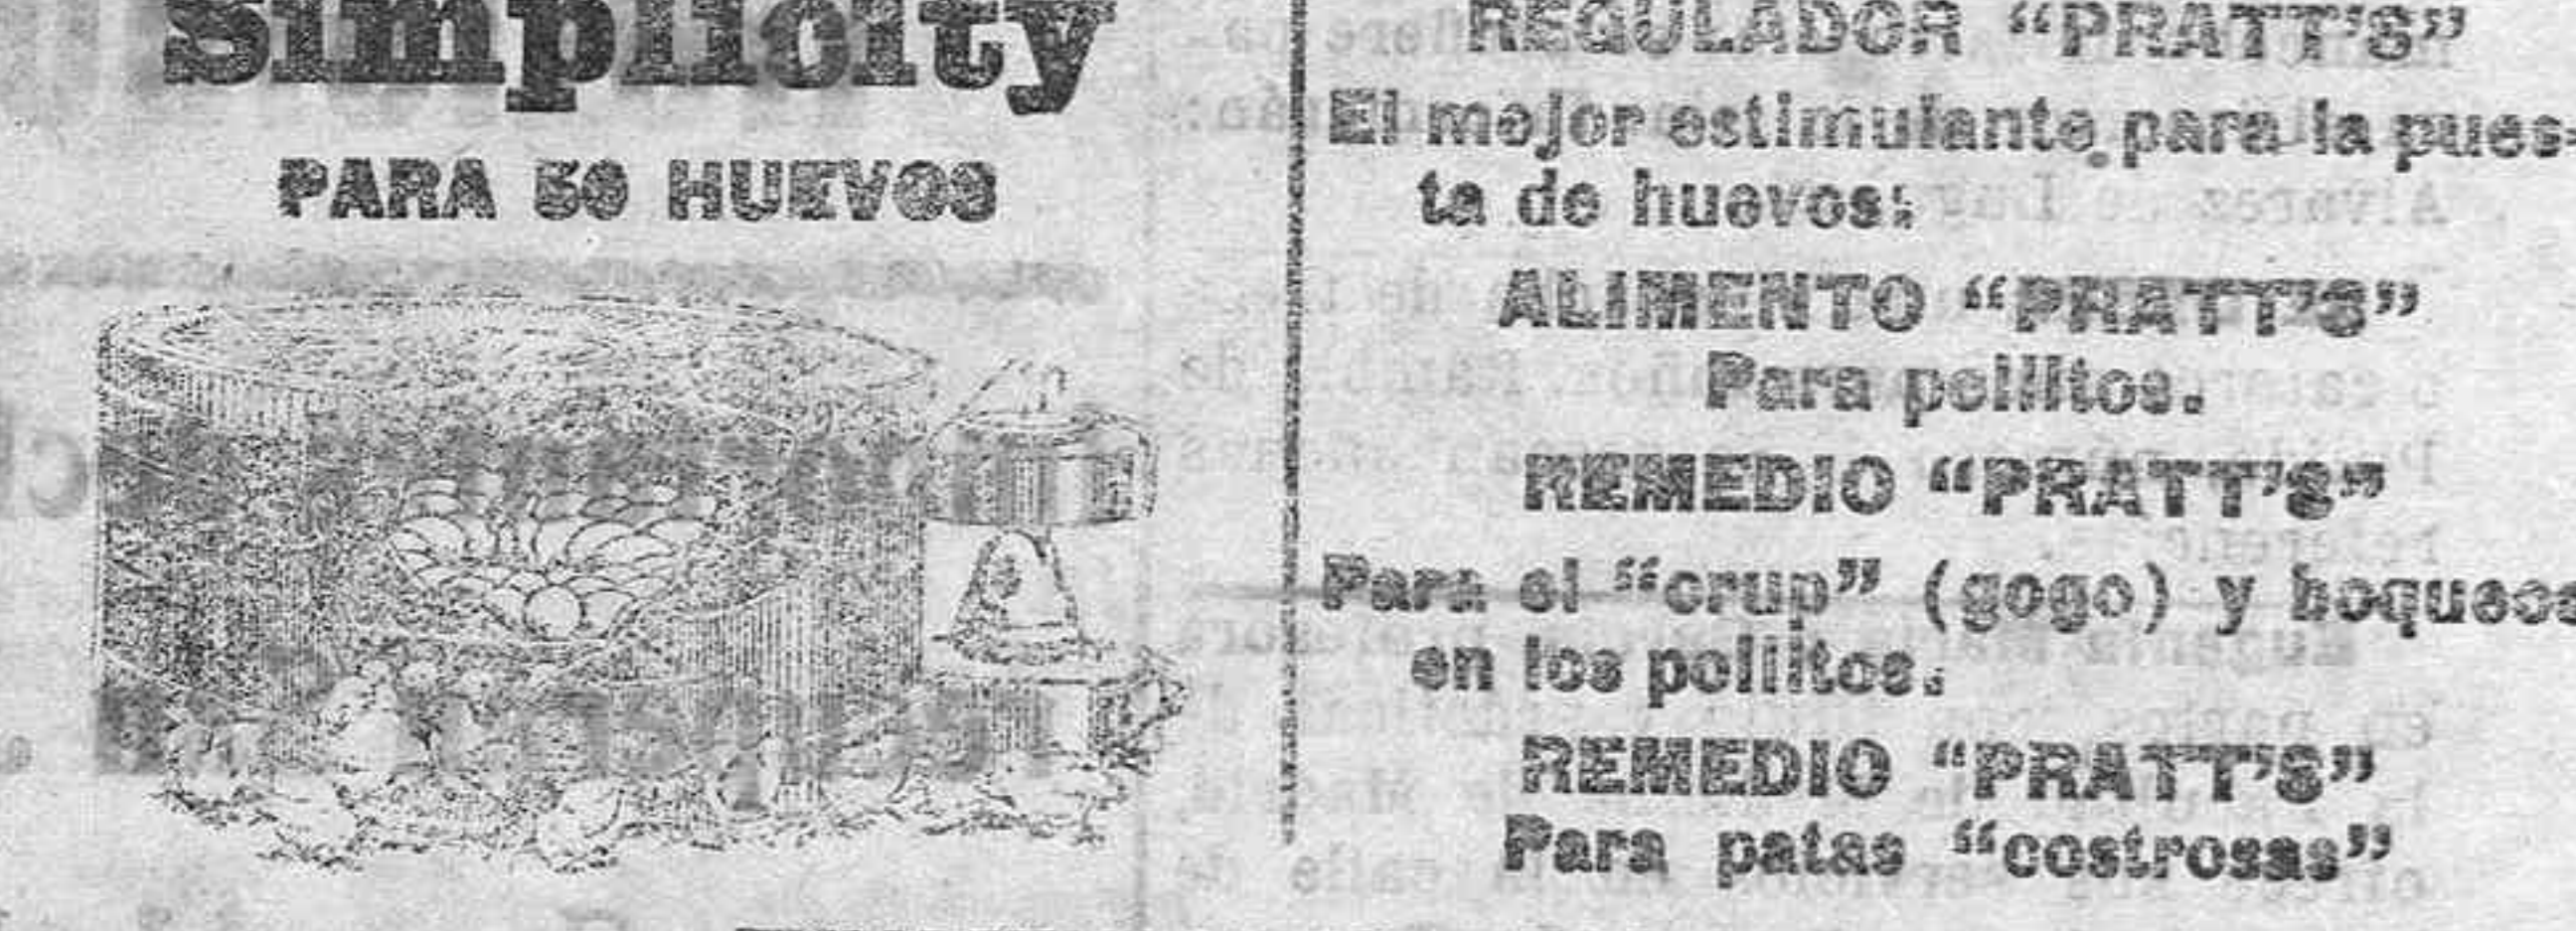 Simplicity
PARA 50 HUEVOS
REGULADOR “PRATT'S”
El mejor estimulante para la pues-
ta de huevos:
ALIMENTO “PRATT'S”
Para pollitos.
REMEDIO “PRATT'S”
Para el “crup” (gogo) y boqueos
en los pollitos.
REMEDIO “PRATT'S”
Para patas “costrosas”